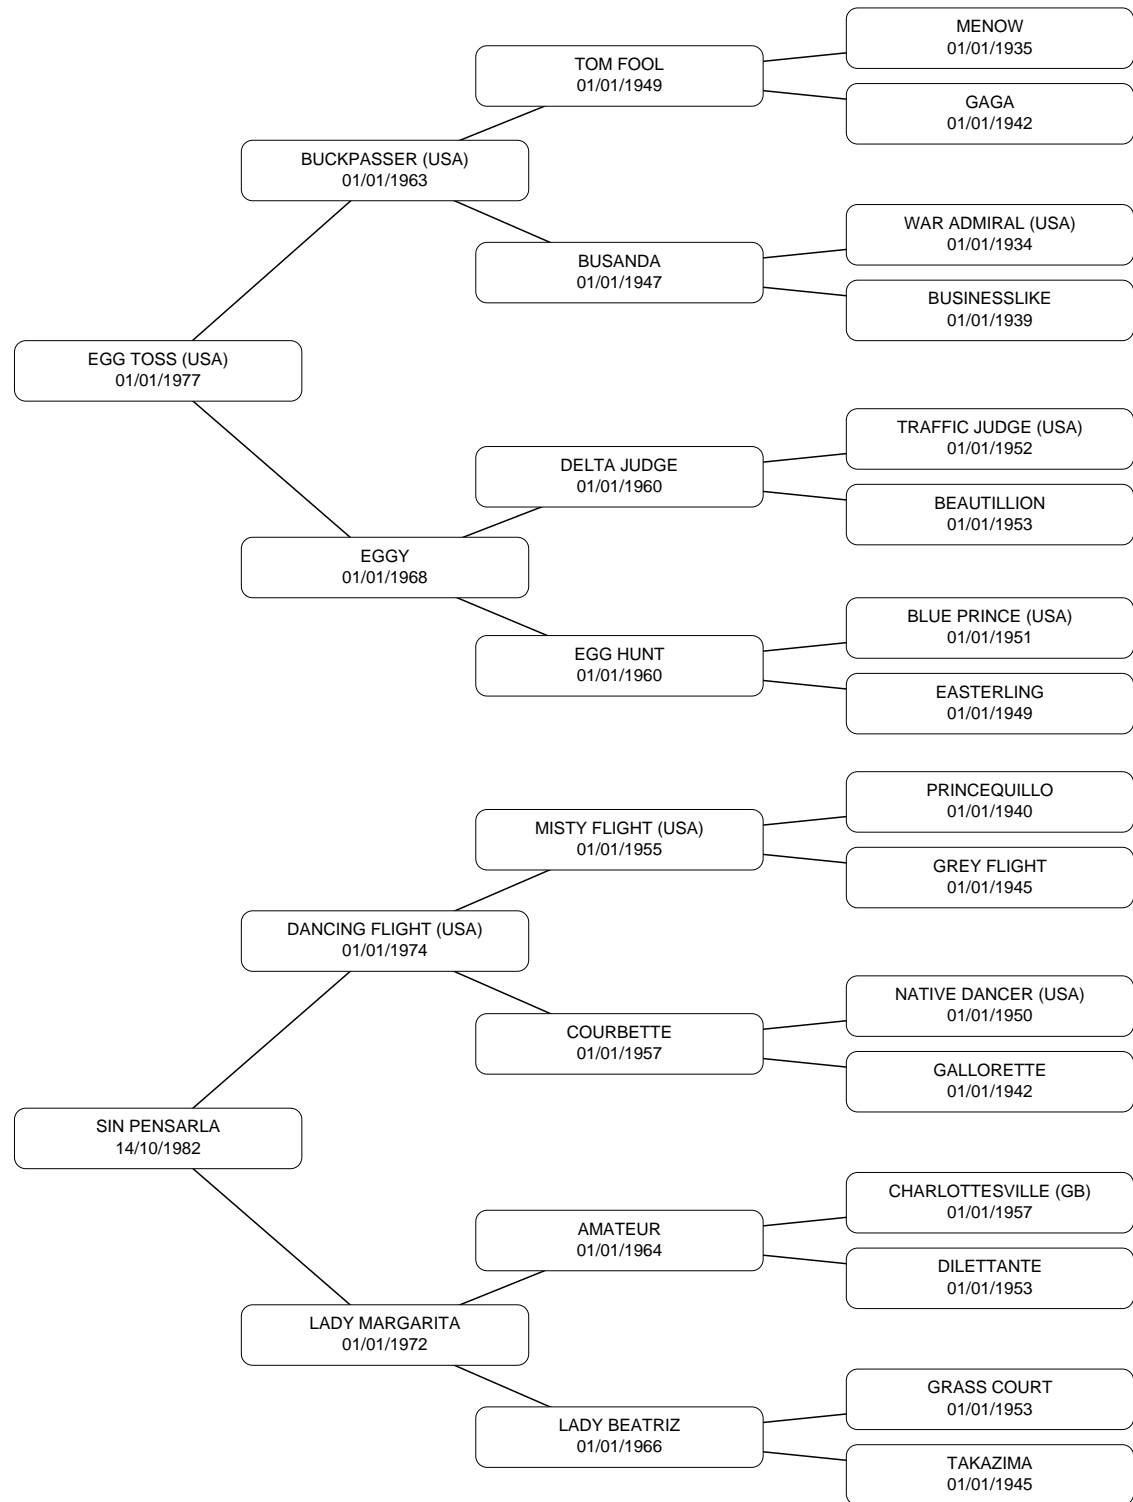 MENOW
01/01/1935
TOM FOOL
01/01/1949
GAGA
01/01/1942
BUCKPASSER (USA)
01/01/1963
WAR ADMIRAL (USA)
01/01/1934
BUSANDA
01/01/1947
BUSINESSLIKE
01/01/1939
EGG TOSS (USA)
01/01/1977
TRAFFIC JUDGE (USA)
01/01/1952
DELTA JUDGE
01/01/1960
BEAUTILLION
01/01/1953
EGGY
01/01/1968
BLUE PRINCE (USA)
01/01/1951
EGG HUNT
01/01/1960
EASTERLING
01/01/1949
PRINCEQUILLO
01/01/1940
MISTY FLIGHT (USA)
01/01/1955
GREY FLIGHT
01/01/1945
DANCING FLIGHT (USA)
01/01/1974
NATIVE DANCER (USA)
01/01/1950
COURBETTE
01/01/1957
GALLORETTE
01/01/1942
SIN PENSARLA
14/10/1982
CHARLOTTESVILLE (GB)
01/01/1957
AMATEUR
01/01/1964
DILETTANTE
01/01/1953
LADY MARGARITA
01/01/1972
GRASS COURT
01/01/1953
LADY BEATRIZ
01/01/1966
TAKAZIMA
01/01/1945